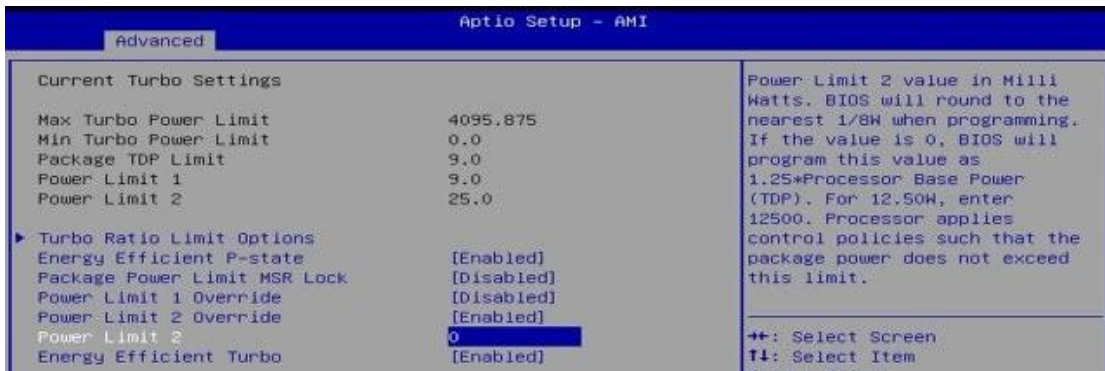 Aptio Setup - AMI
Advanced
Current Turbo Settings
Max Turbo Power Limit 4095.875
Min Turbo Power Limit 0.0
Package TDP Limit 9.0
Power Limit 1 9.0
Power Limit 2 25.0
Turbo Ratio Limit Options
Energy Efficient P-state [Enabled]
Package Power Limit MSR Lock [Disabled]
Power Limit 1 Override [Disabled]
Power Limit 2 Override [Enabled]
Power Limit 2 0
Energy Efficient Turbo [Enabled]
Power Limit 2 value in Milli
Watts. BIOS will round to the
nearest 1/8W when programming.
If the value is 0, BIOS will
program this value as
1.25*Processor Base Power
(TDP). For 12.50W, enter
12500. Processor applies
control policies such that the
package power does not exceed
this limit.
→←: Select Screen
↑↓: Select Item